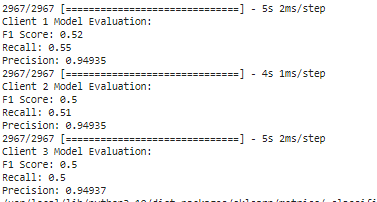 2967/2967 [==============================] - 5s 2ms/step
Client 1 Model Evaluation:
F1 Score: 0.52
Recall: 0.55
Precision: 0.94935
2967/2967 [==============================] - 4s 1ms/step
Client 2 Model Evaluation:
F1 Score: 0.5
Recall: 0.51
Precision: 0.94935
2967/2967 [==============================] - 5s 2ms/step
Client 3 Model Evaluation:
F1 Score: 0.5
Recall: 0.5
Precision: 0.94937